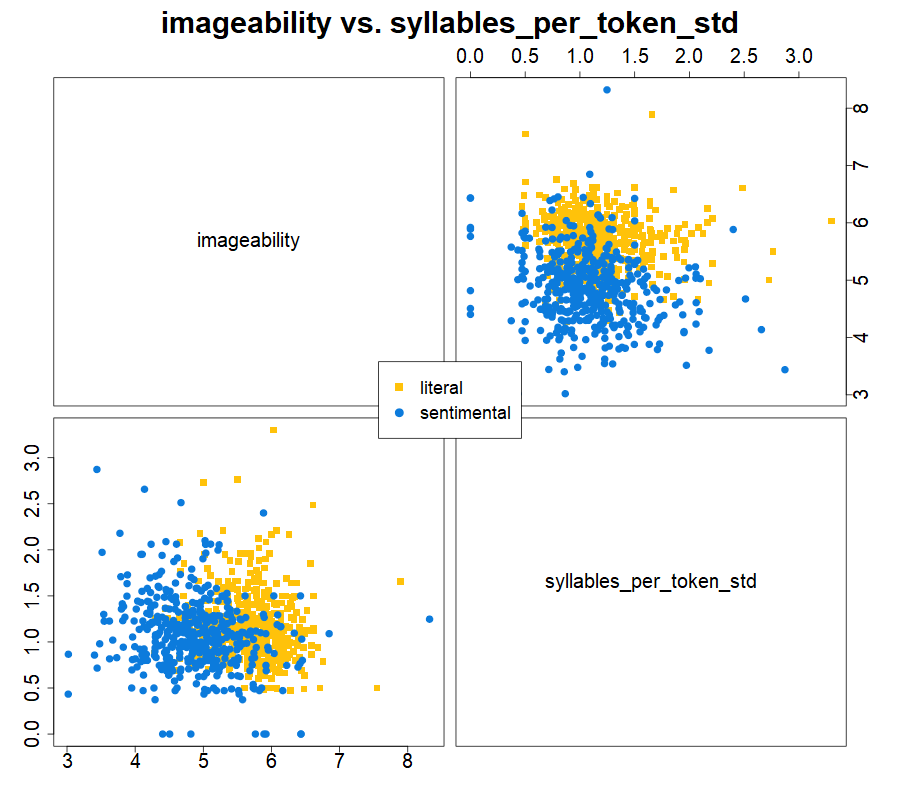 imageability vs. syllables_per_token_std
0.0 0.5 1.0 1.5 2.0 2.5 3.0
imageability
8
7
6
5
4
3
literal
sentimental
3.0
2.5
2.0
1.5
1.0
0.5
0.0
syllables_per_token_std
3 4 5 6 7 8